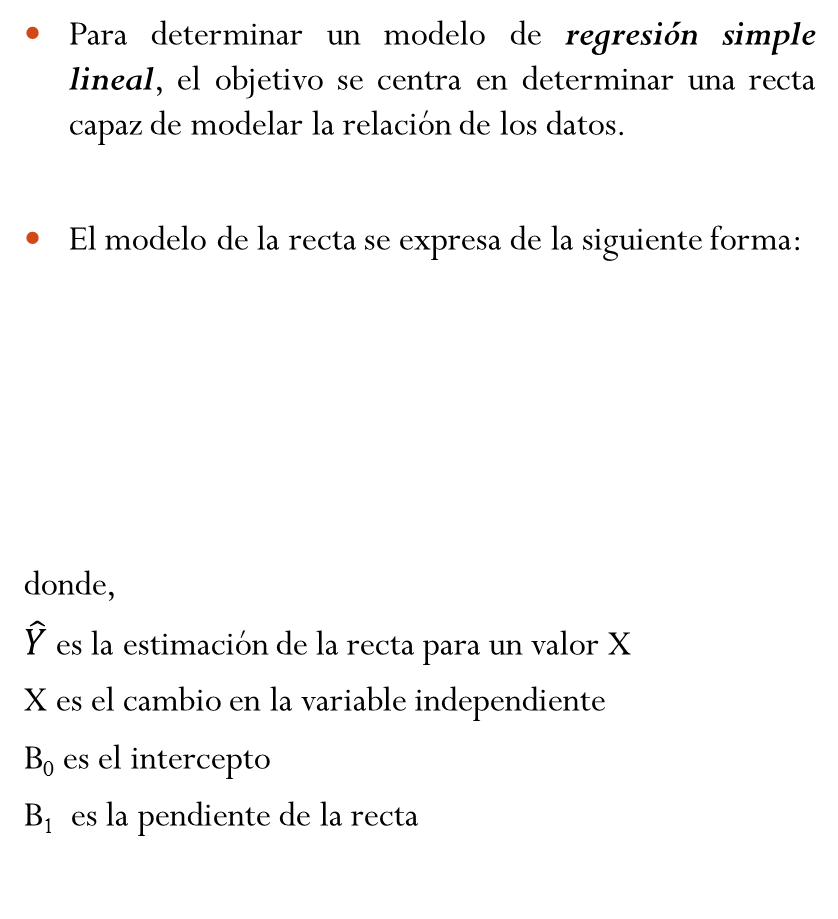 • Para determinar un modelo de regresión simple
lineal, el objetivo se centra en determinar una recta
capaz de modelar la relación de los datos.
• El modelo de la recta se expresa de la siguiente forma:
donde,
Ŷ es la estimación de la recta para un valor X
X es el cambio en la variable independiente
B₀ es el intercepto
B₁ es la pendiente de la recta